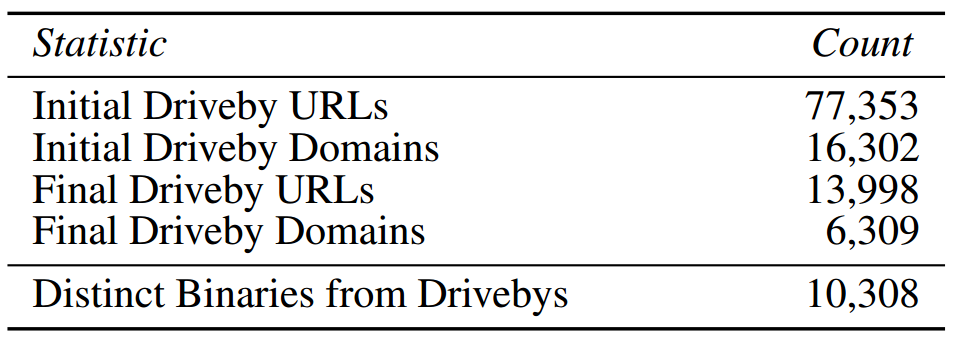 Statistic Count
Initial Driveby URLs 77,353
Initial Driveby Domains 16,302
Final Driveby URLs 13,998
Final Driveby Domains 6,309
Distinct Binaries from Drivebys 10,308